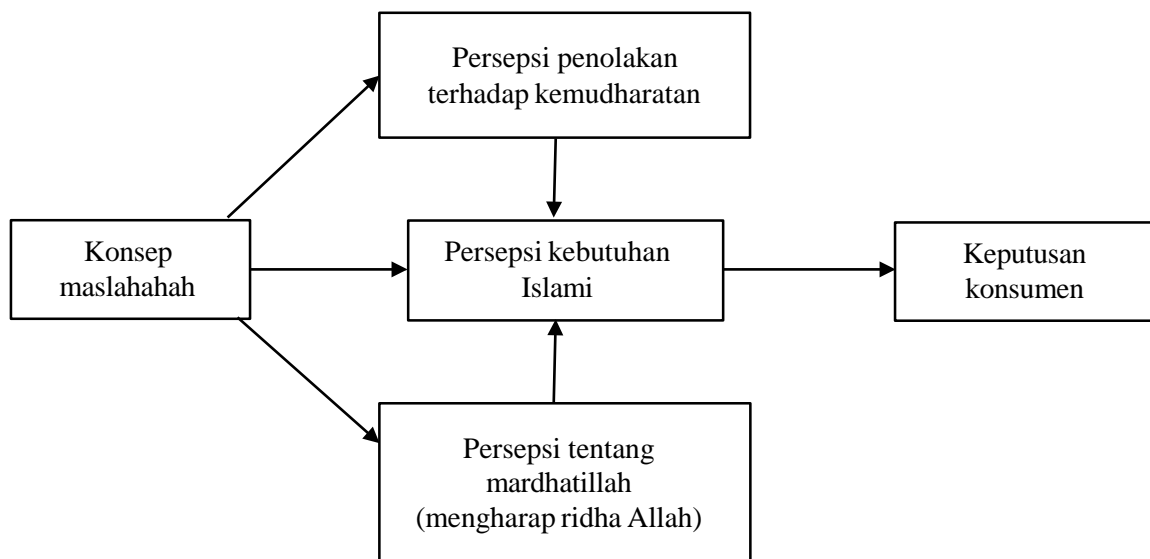 Persepsi penolakan
terhadap kemudharatan
Konsep
maslahahah
Persepsi kebutuhan
Islami
Keputusan
konsumen
Persepsi tentang
mardhatillah
(mengharap ridha Allah)